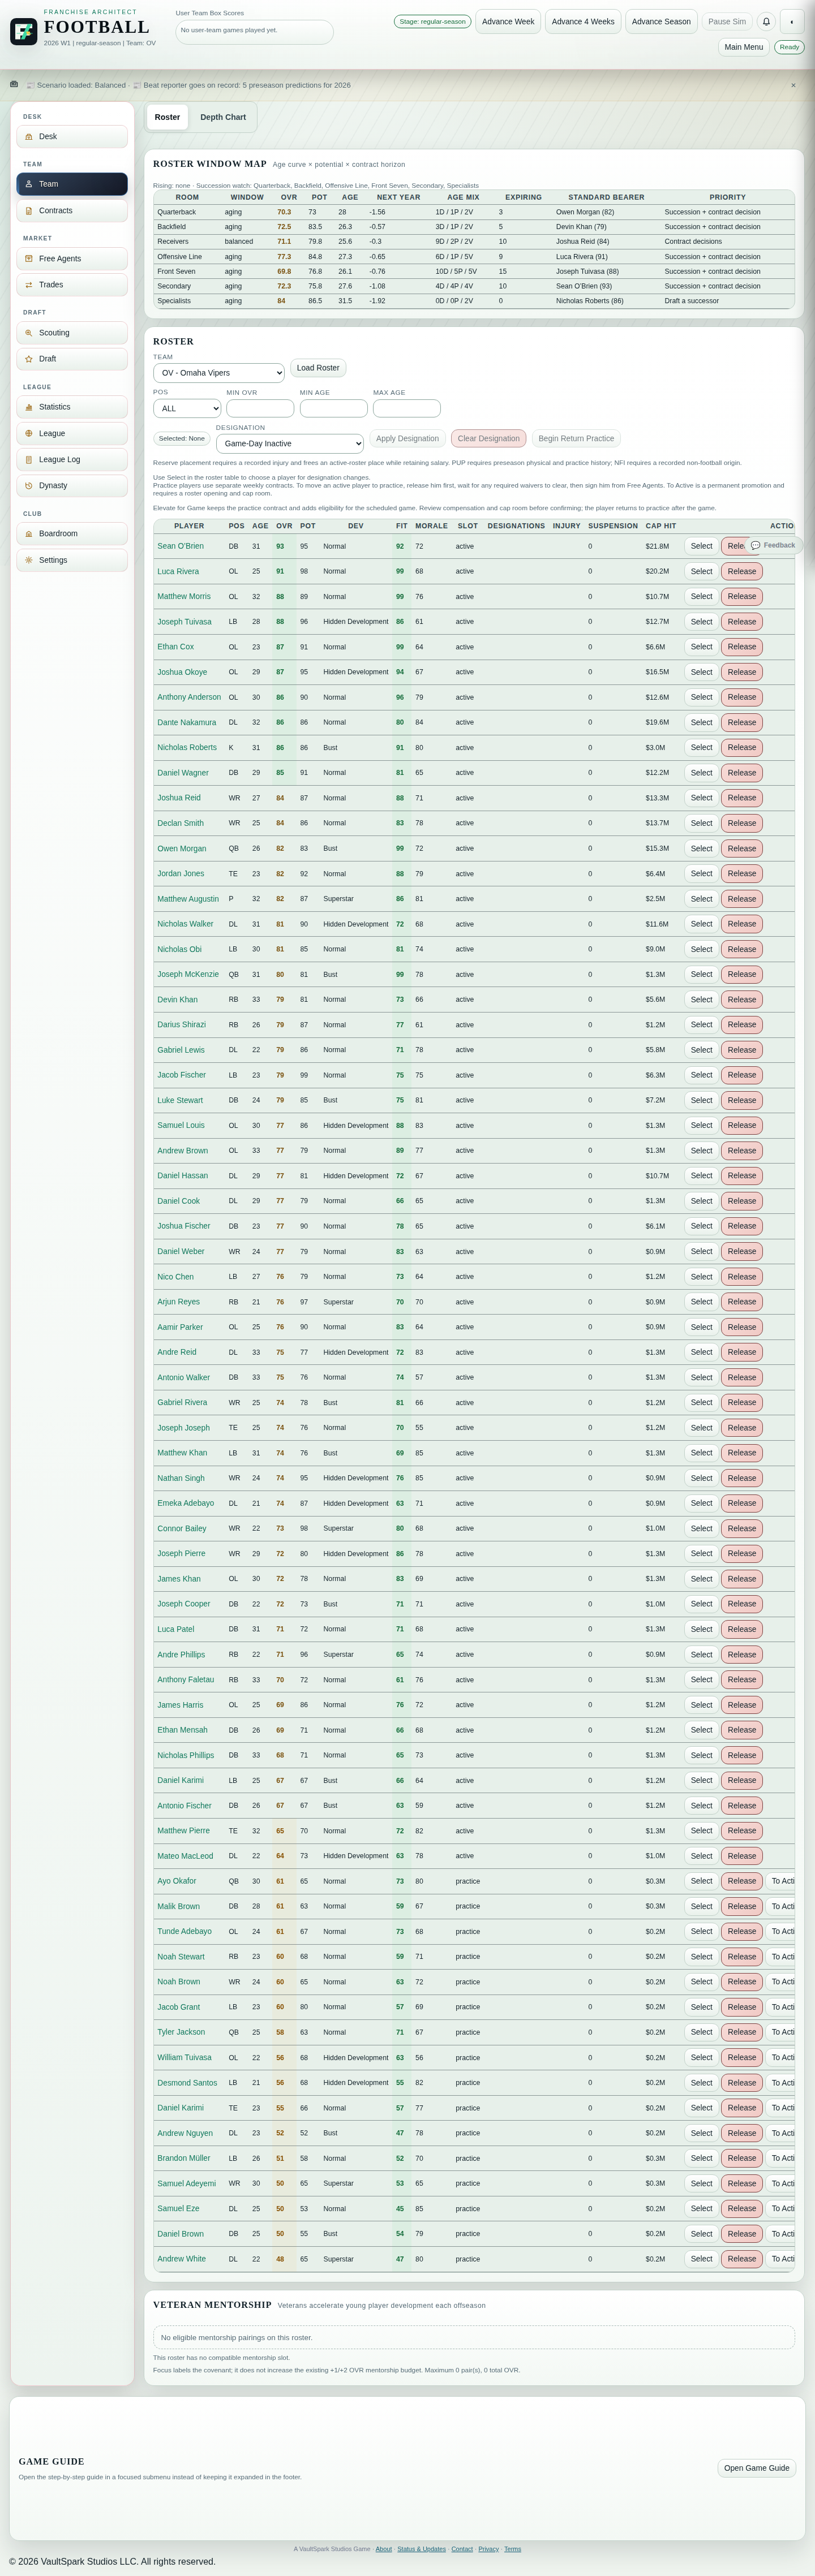 FRANCHISE ARCHITECT
FOOTBALL
2026 W1 | regular-season | Team: OV
User Team Box Scores
No user-team games played yet.
Stage: regular-season
Advance Week
Advance 4 Weeks
Advance Season
Pause Sim
Main Menu
Ready
Scenario loaded: Balanced · Beat reporter goes on record: 5 preseason predictions for 2026
×
DESK
Desk
TEAM
Team
Contracts
MARKET
Free Agents
Trades
DRAFT
Scouting
Draft
LEAGUE
Statistics
League
League Log
Dynasty
CLUB
Boardroom
Settings
Roster
Depth Chart
ROSTER WINDOW MAP Age curve × potential × contract horizon
Rising: none · Succession watch: Quarterback, Backfield, Offensive Line, Front Seven, Secondary, Specialists
ROOM WINDOW OVR POT AGE NEXT YEAR AGE MIX EXPIRING STANDARD BEARER PRIORITY
Quarterback aging 70.3 73 28 -1.56 1D / 1P / 2V 3 Owen Morgan (82) Succession + contract decision
Backfield aging 72.5 83.5 26.3 -0.57 3D / 1P / 2V 5 Devin Khan (79) Succession + contract decision
Receivers balanced 71.1 79.8 25.6 -0.3 9D / 2P / 2V 10 Joshua Reid (84) Contract decisions
Offensive Line aging 77.3 84.8 27.3 -0.65 6D / 1P / 5V 9 Luca Rivera (91) Succession + contract decision
Front Seven aging 69.8 76.8 26.1 -0.76 10D / 5P / 5V 15 Joseph Tuivasa (88) Succession + contract decision
Secondary aging 72.3 75.8 27.6 -1.08 4D / 4P / 4V 10 Sean O'Brien (93) Succession + contract decision
Specialists aging 84 86.5 31.5 -1.92 0D / 0P / 2V 0 Nicholas Roberts (86) Draft a successor
ROSTER
TEAM
OV - Omaha Vipers
Load Roster
POS MIN OVR MIN AGE MAX AGE
ALL
DESIGNATION
Selected: None
Game-Day Inactive
Apply Designation
Clear Designation
Begin Return Practice
Reserve placement requires a recorded injury and frees an active-roster place while retaining salary. PUP requires preseason physical and practice history; NFI requires a recorded non-football origin.
Use Select in the roster table to choose a player for designation changes.
Practice players use separate weekly contracts. To move an active player to practice, release him first, wait for any required waivers to clear, then sign him from Free Agents. To Active is a permanent promotion and requires a roster opening and cap room.
Elevate for Game keeps the practice contract and adds eligibility for the scheduled game. Review compensation and cap room before confirming; the player returns to practice after the game.
PLAYER POS AGE OVR POT DEV FIT MORALE SLOT DESIGNATIONS INJURY SUSPENSION CAP HIT ACTIO
Feedback
Sean O'Brien DB 31 93 95 Normal 92 72 active 0 $21.8M Select Relea
Luca Rivera OL 25 91 98 Normal 99 68 active 0 $20.2M Select Release
Matthew Morris OL 32 88 89 Normal 99 76 active 0 $10.7M Select Release
Joseph Tuivasa LB 28 88 96 Hidden Development 86 61 active 0 $12.7M Select Release
Ethan Cox OL 23 87 91 Normal 99 64 active 0 $6.6M Select Release
Joshua Okoye OL 29 87 95 Hidden Development 94 67 active 0 $16.5M Select Release
Anthony Anderson OL 30 86 90 Normal 96 79 active 0 $12.6M Select Release
Dante Nakamura DL 32 86 86 Normal 80 84 active 0 $19.6M Select Release
Nicholas Roberts K 31 86 86 Bust 91 80 active 0 $3.0M Select Release
Daniel Wagner DB 29 85 91 Normal 81 65 active 0 $12.2M Select Release
Joshua Reid WR 27 84 87 Normal 88 71 active 0 $13.3M Select Release
Declan Smith WR 25 84 86 Normal 83 78 active 0 $13.7M Select Release
Owen Morgan QB 26 82 83 Bust 99 72 active 0 $15.3M Select Release
Jordan Jones TE 23 82 92 Normal 88 79 active 0 $6.4M Select Release
Matthew Augustin P 32 82 87 Superstar 86 81 active 0 $2.5M Select Release
Nicholas Walker DL 31 81 90 Hidden Development 72 68 active 0 $11.6M Select Release
Nicholas Obi LB 30 81 85 Normal 81 74 active 0 $9.0M Select Release
Joseph McKenzie QB 31 80 81 Bust 99 78 active 0 $1.3M Select Release
Devin Khan RB 33 79 81 Normal 73 66 active 0 $5.6M Select Release
Darius Shirazi RB 26 79 87 Normal 77 61 active 0 $1.2M Select Release
Gabriel Lewis DL 22 79 86 Normal 71 78 active 0 $5.8M Select Release
Jacob Fischer LB 23 79 99 Normal 75 75 active 0 $6.3M Select Release
Luke Stewart DB 24 79 85 Bust 75 81 active 0 $7.2M Select Release
Samuel Louis OL 30 77 86 Hidden Development 88 83 active 0 $1.3M Select Release
Andrew Brown OL 33 77 79 Normal 89 77 active 0 $1.3M Select Release
Daniel Hassan DL 29 77 81 Hidden Development 72 67 active 0 $10.7M Select Release
Daniel Cook DL 29 77 79 Normal 66 65 active 0 $1.3M Select Release
Joshua Fischer DB 23 77 90 Normal 78 65 active 0 $6.1M Select Release
Daniel Weber WR 24 77 79 Normal 83 63 active 0 $0.9M Select Release
Nico Chen LB 27 76 79 Normal 73 64 active 0 $1.2M Select Release
Arjun Reyes RB 21 76 97 Superstar 70 70 active 0 $0.9M Select Release
Aamir Parker OL 25 76 90 Normal 83 64 active 0 $0.9M Select Release
Andre Reid DL 33 75 77 Hidden Development 72 83 active 0 $1.3M Select Release
Antonio Walker DB 33 75 76 Normal 74 57 active 0 $1.3M Select Release
Gabriel Rivera WR 25 74 78 Bust 81 66 active 0 $1.2M Select Release
Joseph Joseph TE 25 74 76 Normal 70 55 active 0 $1.2M Select Release
Matthew Khan LB 31 74 76 Bust 69 85 active 0 $1.3M Select Release
Nathan Singh WR 24 74 95 Hidden Development 76 85 active 0 $0.9M Select Release
Emeka Adebayo DL 21 74 87 Hidden Development 63 71 active 0 $0.9M Select Release
Connor Bailey WR 22 73 98 Superstar 80 68 active 0 $1.0M Select Release
Joseph Pierre WR 29 72 80 Hidden Development 86 78 active 0 $1.3M Select Release
James Khan OL 30 72 78 Normal 83 69 active 0 $1.3M Select Release
Joseph Cooper DB 22 72 73 Bust 71 71 active 0 $1.0M Select Release
Luca Patel DB 31 71 72 Normal 71 68 active 0 $1.3M Select Release
Andre Phillips RB 22 71 96 Superstar 65 74 active 0 $0.9M Select Release
Anthony Faletau RB 33 70 72 Normal 61 76 active 0 $1.3M Select Release
James Harris OL 25 69 86 Normal 76 72 active 0 $1.2M Select Release
Ethan Mensah DB 26 69 71 Normal 66 68 active 0 $1.2M Select Release
Nicholas Phillips DB 33 68 71 Normal 65 73 active 0 $1.3M Select Release
Daniel Karimi LB 25 67 67 Bust 66 64 active 0 $1.2M Select Release
Antonio Fischer DB 26 67 67 Bust 63 59 active 0 $1.2M Select Release
Matthew Pierre TE 32 65 70 Normal 72 82 active 0 $1.3M Select Release
Mateo MacLeod DL 22 64 73 Hidden Development 63 78 active 0 $1.0M Select Release
Ayo Okafor QB 30 61 65 Normal 73 80 practice 0 $0.3M Select Release To Acti
Malik Brown DB 28 61 63 Normal 59 67 practice 0 $0.3M Select Release To Acti
Tunde Adebayo OL 24 61 67 Normal 73 68 practice 0 $0.2M Select Release To Acti
Noah Stewart RB 23 60 68 Normal 59 71 practice 0 $0.2M Select Release To Acti
Noah Brown WR 24 60 65 Normal 63 72 practice 0 $0.2M Select Release To Acti
Jacob Grant LB 23 60 80 Normal 57 69 practice 0 $0.2M Select Release To Acti
Tyler Jackson QB 25 58 63 Normal 71 67 practice 0 $0.2M Select Release To Acti
William Tuivasa OL 22 56 68 Hidden Development 63 56 practice 0 $0.2M Select Release To Acti
Desmond Santos LB 21 56 68 Hidden Development 55 82 practice 0 $0.2M Select Release To Acti
Daniel Karimi TE 23 55 66 Normal 57 77 practice 0 $0.2M Select Release To Acti
Andrew Nguyen DL 23 52 52 Bust 47 78 practice 0 $0.2M Select Release To Acti
Brandon Müller LB 26 51 58 Normal 52 70 practice 0 $0.3M Select Release To Acti
Samuel Adeyemi WR 30 50 65 Superstar 53 65 practice 0 $0.3M Select Release To Acti
Samuel Eze DL 25 50 53 Normal 45 85 practice 0 $0.2M Select Release To Acti
Daniel Brown DB 25 50 55 Bust 54 79 practice 0 $0.2M Select Release To Acti
Andrew White DL 22 48 65 Superstar 47 80 practice 0 $0.2M Select Release To Acti
VETERAN MENTORSHIP Veterans accelerate young player development each offseason
No eligible mentorship pairings on this roster.
This roster has no compatible mentorship slot.
Focus labels the covenant; it does not increase the existing +1/+2 OVR mentorship budget. Maximum 0 pair(s), 0 total OVR.
GAME GUIDE
Open the step-by-step guide in a focused submenu instead of keeping it expanded in the footer.
Open Game Guide
A VaultSpark Studios Game · About · Status & Updates · Contact · Privacy · Terms
© 2026 VaultSpark Studios LLC. All rights reserved.